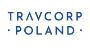 TRAVCORP
• POLAND •